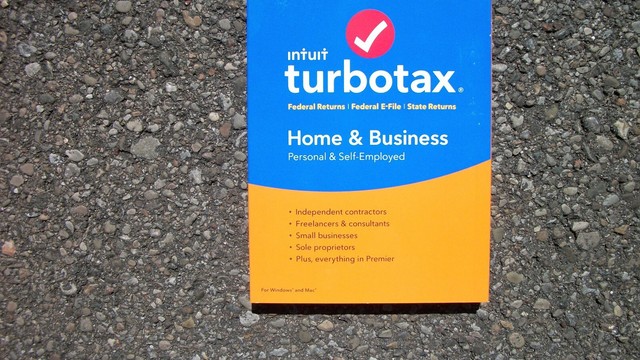 intuit
turbotax®
Federal Returns | Federal E-File | State Returns
Home & Business
Personal & Self-Employed
• Independent contractors
• Freelancers & consultants
• Small businesses
• Sole proprietors
• Plus, everything in Premier
For Windows® and Mac®